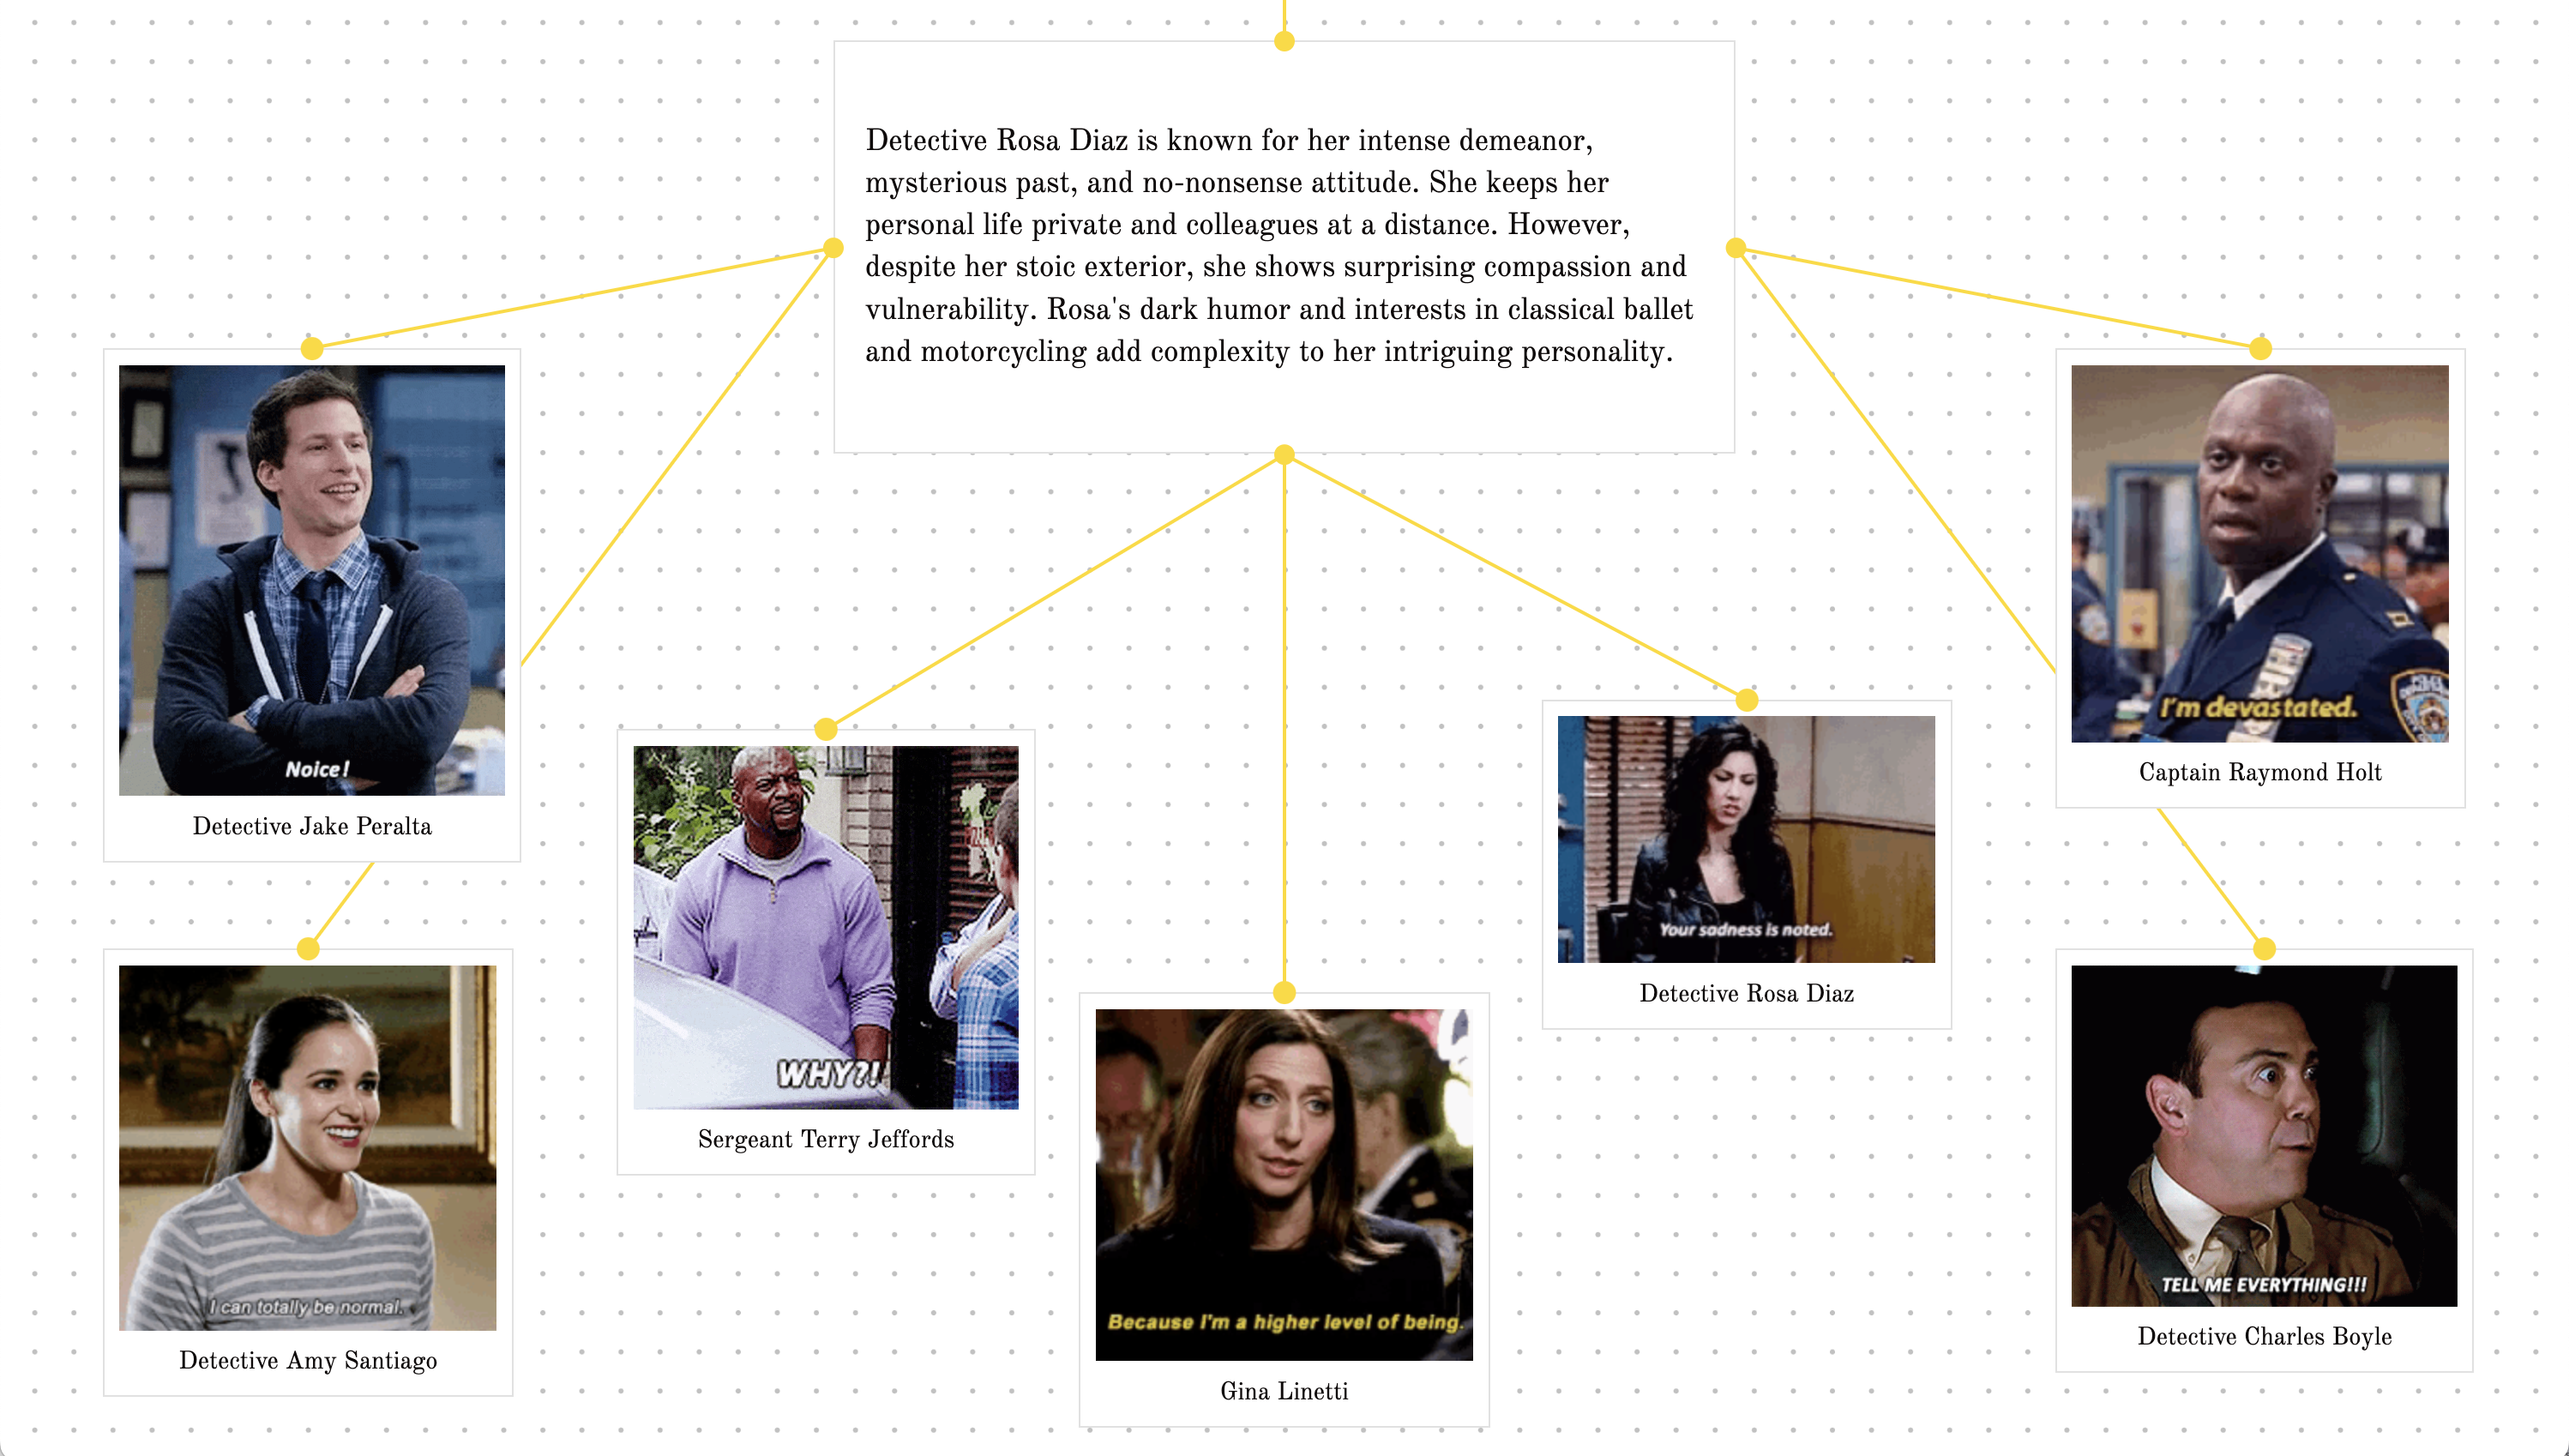 Detective Rosa Diaz is known for her intense demeanor,
mysterious past, and no-nonsense attitude. She keeps her
personal life private and colleagues at a distance. However,
despite her stoic exterior, she shows surprising compassion and
vulnerability. Rosa's dark humor and interests in classical ballet
and motorcycling add complexity to her intriguing personality.
Noice!
Detective Jake Peralta
I'm devastated.
Captain Raymond Holt
WHY?!
Sergeant Terry Jeffords
Your sadness is noted.
Detective Rosa Diaz
I can totally be normal.
Detective Amy Santiago
Because I'm a higher level of being.
Gina Linetti
TELL ME EVERYTHING!!!
Detective Charles Boyle